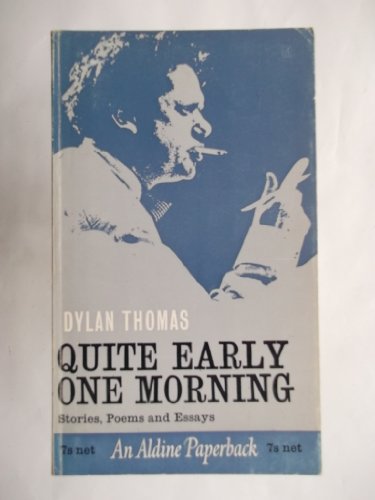 DYLAN THOMAS
QUITE EARLY
ONE MORNING
Stories, Poems and Essays
7s net An Aldine Paperback 7s net